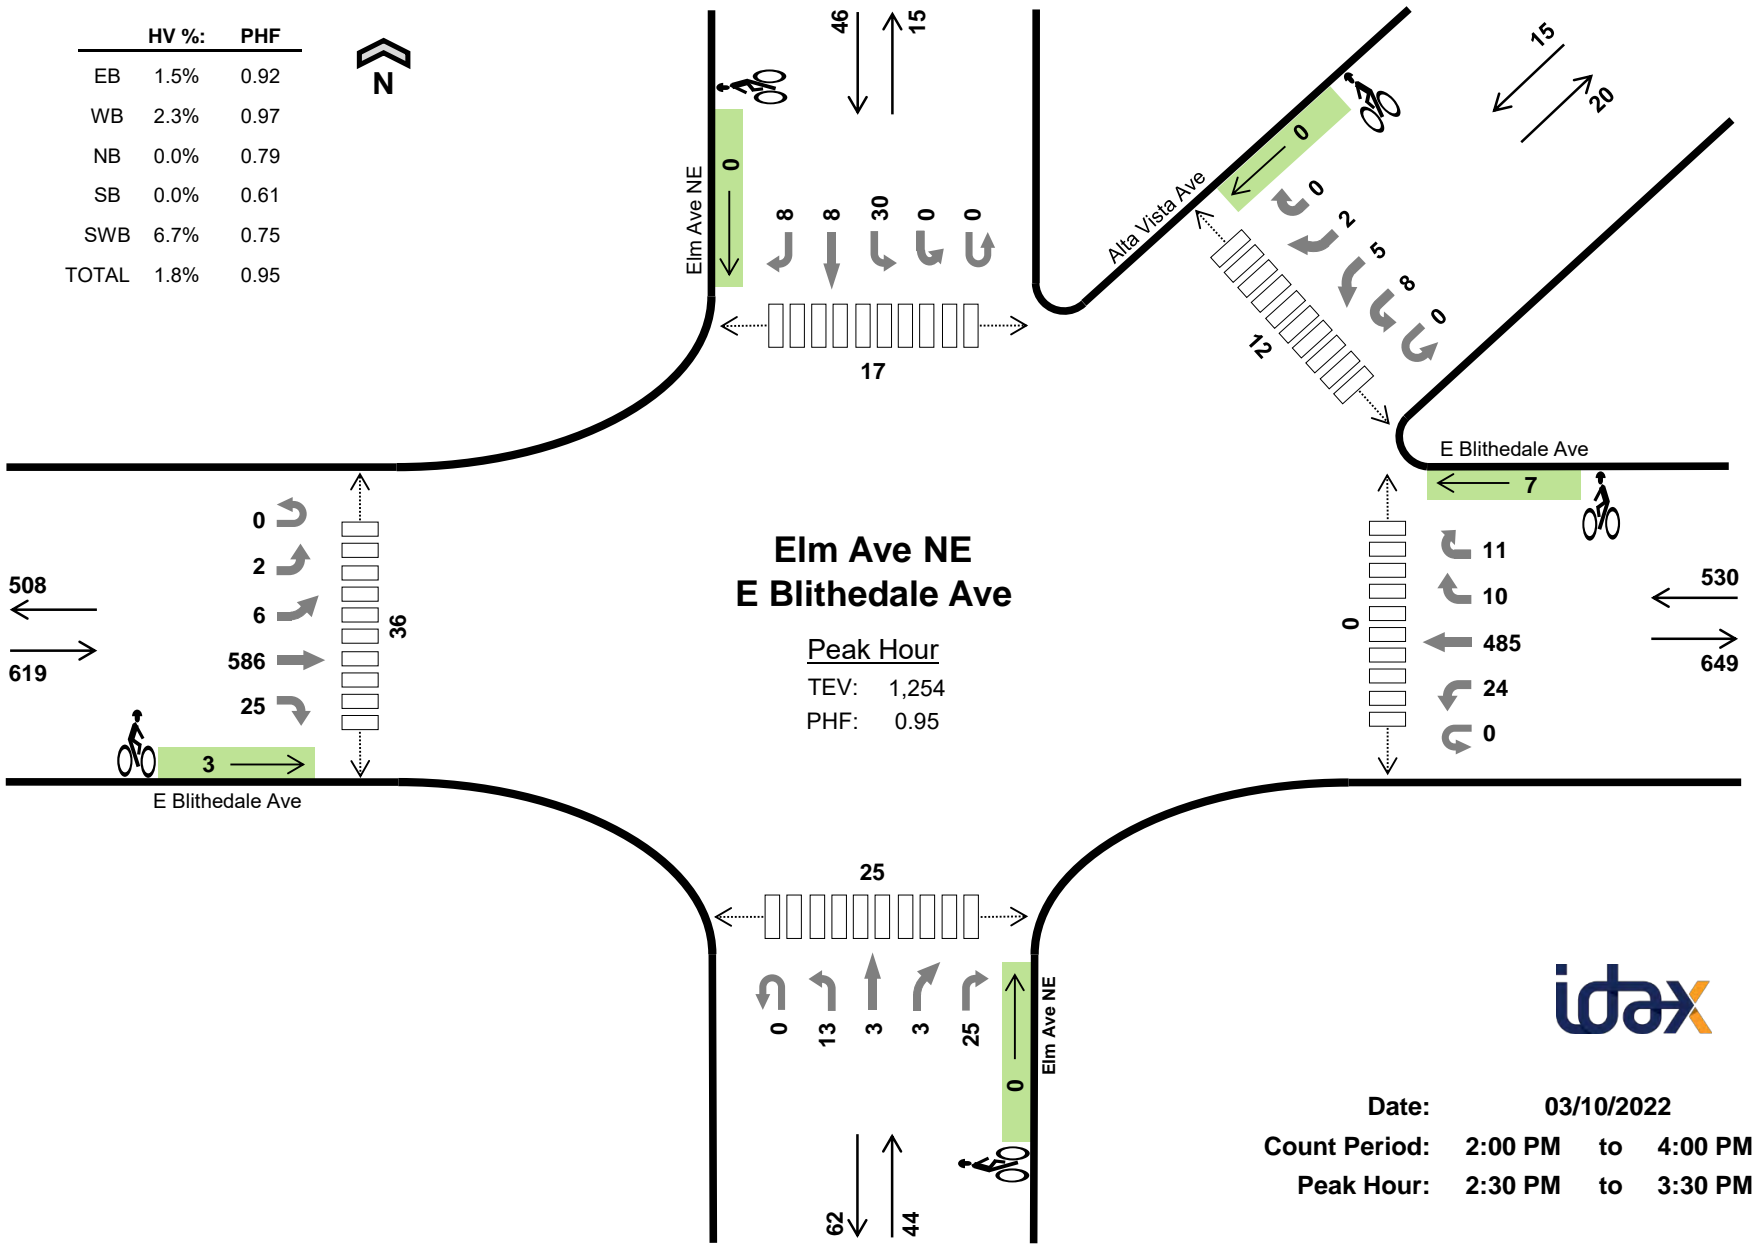 HV %: PHF
EB 1.5% 0.92
WB 2.3% 0.97
NB 0.0% 0.79
SB 0.0% 0.61
SWB 6.7% 0.75
TOTAL 1.8% 0.95
N
46
15
Elm Ave NE
0
8 8 30 0 0
17
15
20
Alta Vista Ave
0
0
2
5
8
0
12
E Blithedale Ave
7
0
2
6
586
25
36
508
619
3
E Blithedale Ave
Elm Ave NE
E Blithedale Ave
Peak Hour
TEV: 1,254
PHF: 0.95
0
11
10
485
24
0
530
649
25
0 13 3 3 25
0
Elm Ave NE
62
44
idax
Date: 03/10/2022
Count Period: 2:00 PM to 4:00 PM
Peak Hour: 2:30 PM to 3:30 PM